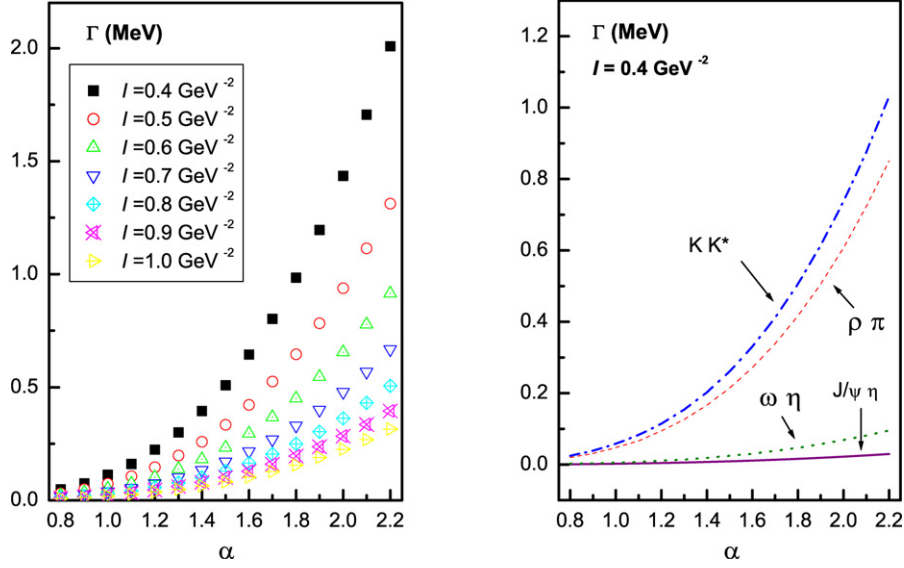 Γ (MeV)
l =0.4 GeV -2
l =0.5 GeV -2
l =0.6 GeV -2
l =0.7 GeV -2
l =0.8 GeV -2
l =0.9 GeV -2
l =1.0 GeV -2
2.0
1.5
1.0
0.5
0.0
0.8 1.0 1.2 1.4 1.6 1.8 2.0 2.2
α
Γ (MeV)
l = 0.4 GeV -2
1.2
1.0
0.8
0.6
0.4
0.2
0.0
K K*
ρ π
ω η
J/ψ η
0.8 1.0 1.2 1.4 1.6 1.8 2.0 2.2
α